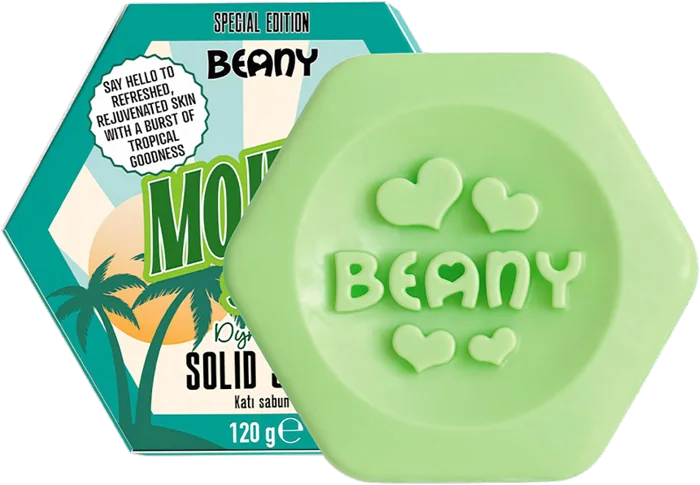 SPECIAL EDITION
BEANY
SAY HELLO TO
REFRESHED,
REJUVENATED SKIN
WITH A BURST OF
TROPICAL
GOODNESS
SOLID
Katı sabun
120 g℮
BEANY